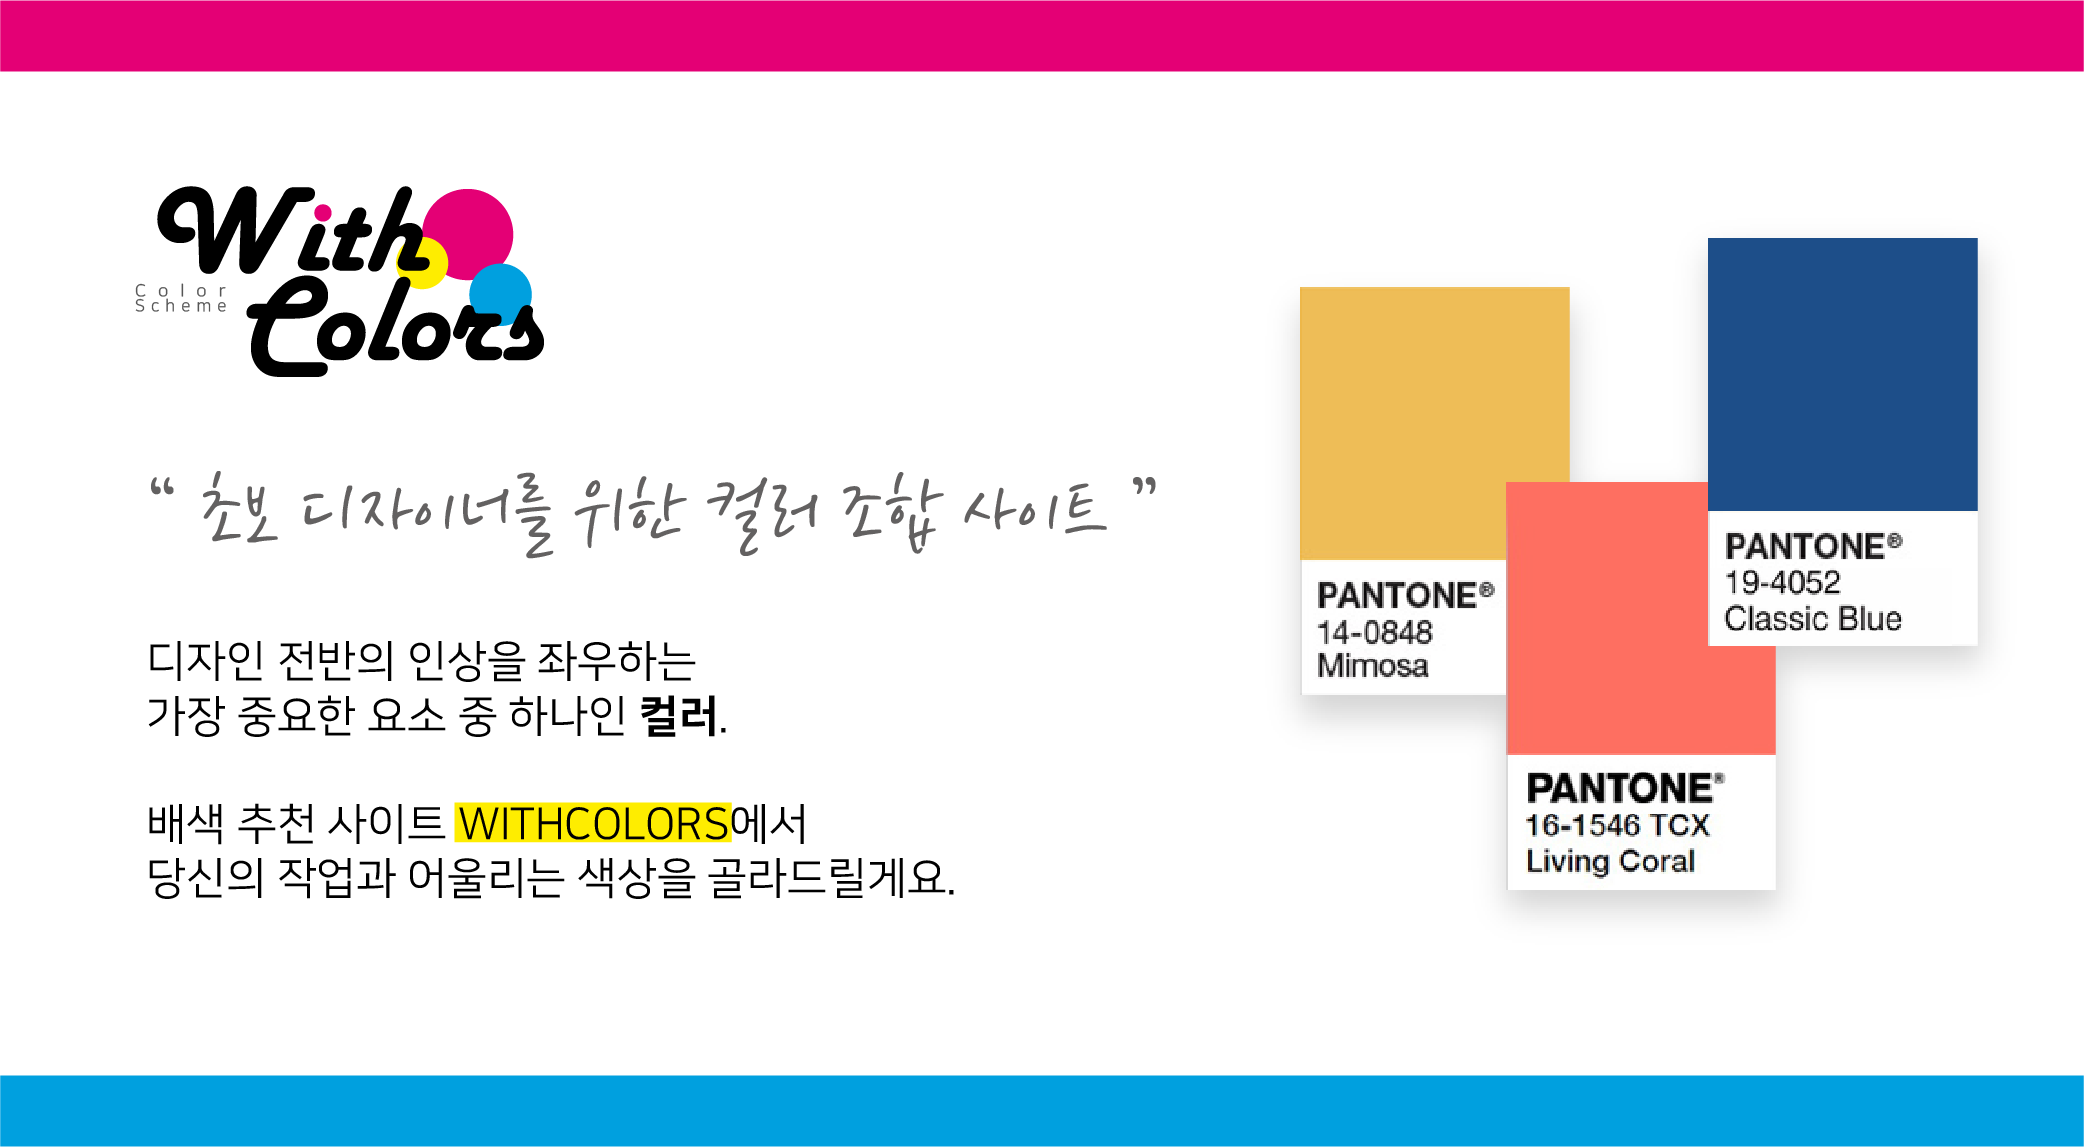 With
Colors
Color
Scheme
“ 초보 디자이너를 위한 컬러 조합 사이트 ”
디자인 전반의 인상을 좌우하는
가장 중요한 요소 중 하나인 컬러.
배색 추천 사이트 WITHCOLORS에서
당신의 작업과 어울리는 색상을 골라드릴게요.
PANTONE®
14-0848
Mimosa
PANTONE®
16-1546 TCX
Living Coral
PANTONE®
19-4052
Classic Blue